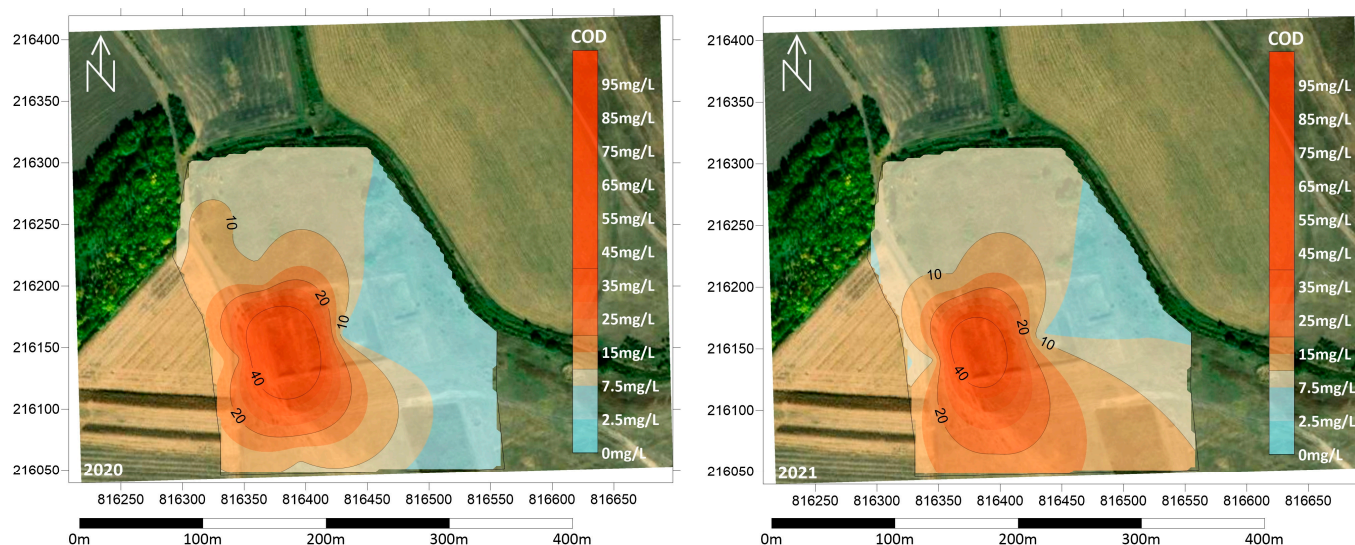 COD
95mg/L
85mg/L
75mg/L
65mg/L
55mg/L
45mg/L
35mg/L
25mg/L
15mg/L
7.5mg/L
2.5mg/L
0mg/L
216400
216350
216300
216250
216200
216150
216100
216050
N
10
20
10
40
20
2020
816250 816300 816350 816400 816450 816500 816550 816600 816650
0m 100m 200m 300m 400m
COD
95mg/L
85mg/L
75mg/L
65mg/L
55mg/L
45mg/L
35mg/L
25mg/L
15mg/L
7.5mg/L
2.5mg/L
0mg/L
216400
216350
216300
216250
216200
216150
216100
216050
N
10
20
10
40
20
2021
816250 816300 816350 816400 816450 816500 816550 816600 816650
0m 100m 200m 300m 400m